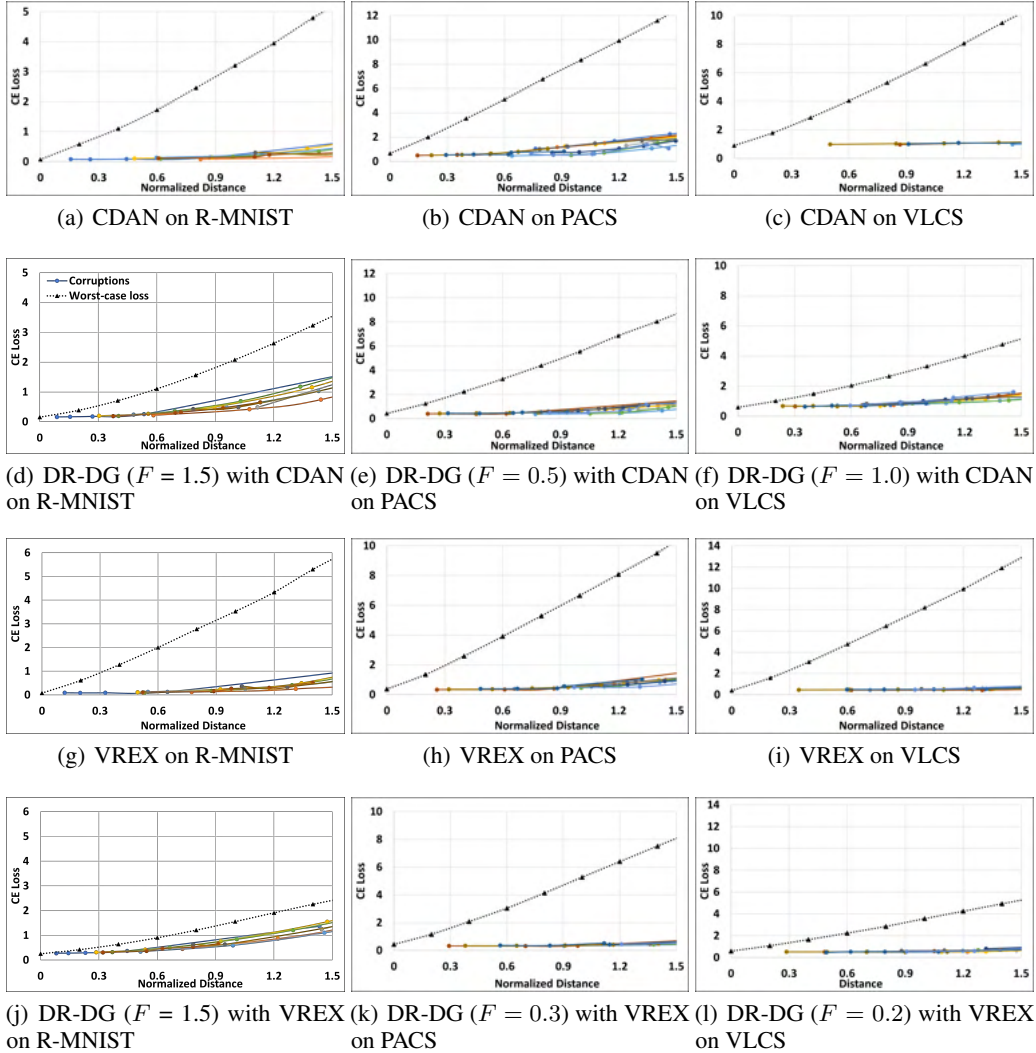 5
4
3
2
1
0
CE Loss
0 0.3 0.6 0.9 1.2 1.5
Normalized Distance
(a) CDAN on R-MNIST
12
10
8
6
4
2
0
CE Loss
0 0.3 0.6 0.9 1.2 1.5
Normalized Distance
(b) CDAN on PACS
10
8
6
4
2
0
CE Loss
0 0.3 0.6 0.9 1.2 1.5
Normalized Distance
(c) CDAN on VLCS
5
4
3
2
1
0
CE Loss
Corruptions
Worst-case loss
0 0.3 0.6 0.9 1.2 1.5
Normalized Distance
(d) DR-DG (F = 1.5) with CDAN
on R-MNIST
12
10
8
6
4
2
0
CE Loss
0 0.3 0.6 0.9 1.2 1.5
Normalized Distance
(e) DR-DG (F = 0.5) with CDAN
on PACS
10
8
6
4
2
0
CE Loss
0 0.3 0.6 0.9 1.2 1.5
Normalized Distance
(f) DR-DG (F = 1.0) with CDAN
on VLCS
6
5
4
3
2
1
0
CE Loss
0 0.3 0.6 0.9 1.2 1.5
Normalized Distance
(g) VREX on R-MNIST
10
8
6
4
2
0
CE Loss
0 0.3 0.6 0.9 1.2 1.5
Normalized Distance
(h) VREX on PACS
14
12
10
8
6
4
2
0
CE Loss
0 0.3 0.6 0.9 1.2 1.5
Normalized Distance
(i) VREX on VLCS
6
5
4
3
2
1
0
CE Loss
0 0.3 0.6 0.9 1.2 1.5
Normalized Distance
(j) DR-DG (F = 1.5) with VREX
on R-MNIST
10
8
6
4
2
0
CE Loss
0 0.3 0.6 0.9 1.2 1.5
Normalized Distance
(k) DR-DG (F = 0.3) with VREX
on PACS
14
12
10
8
6
4
2
0
CE Loss
0 0.3 0.6 0.9 1.2 1.5
Distance
(l) DR-DG (F = 0.2) with VREX
on VLCS